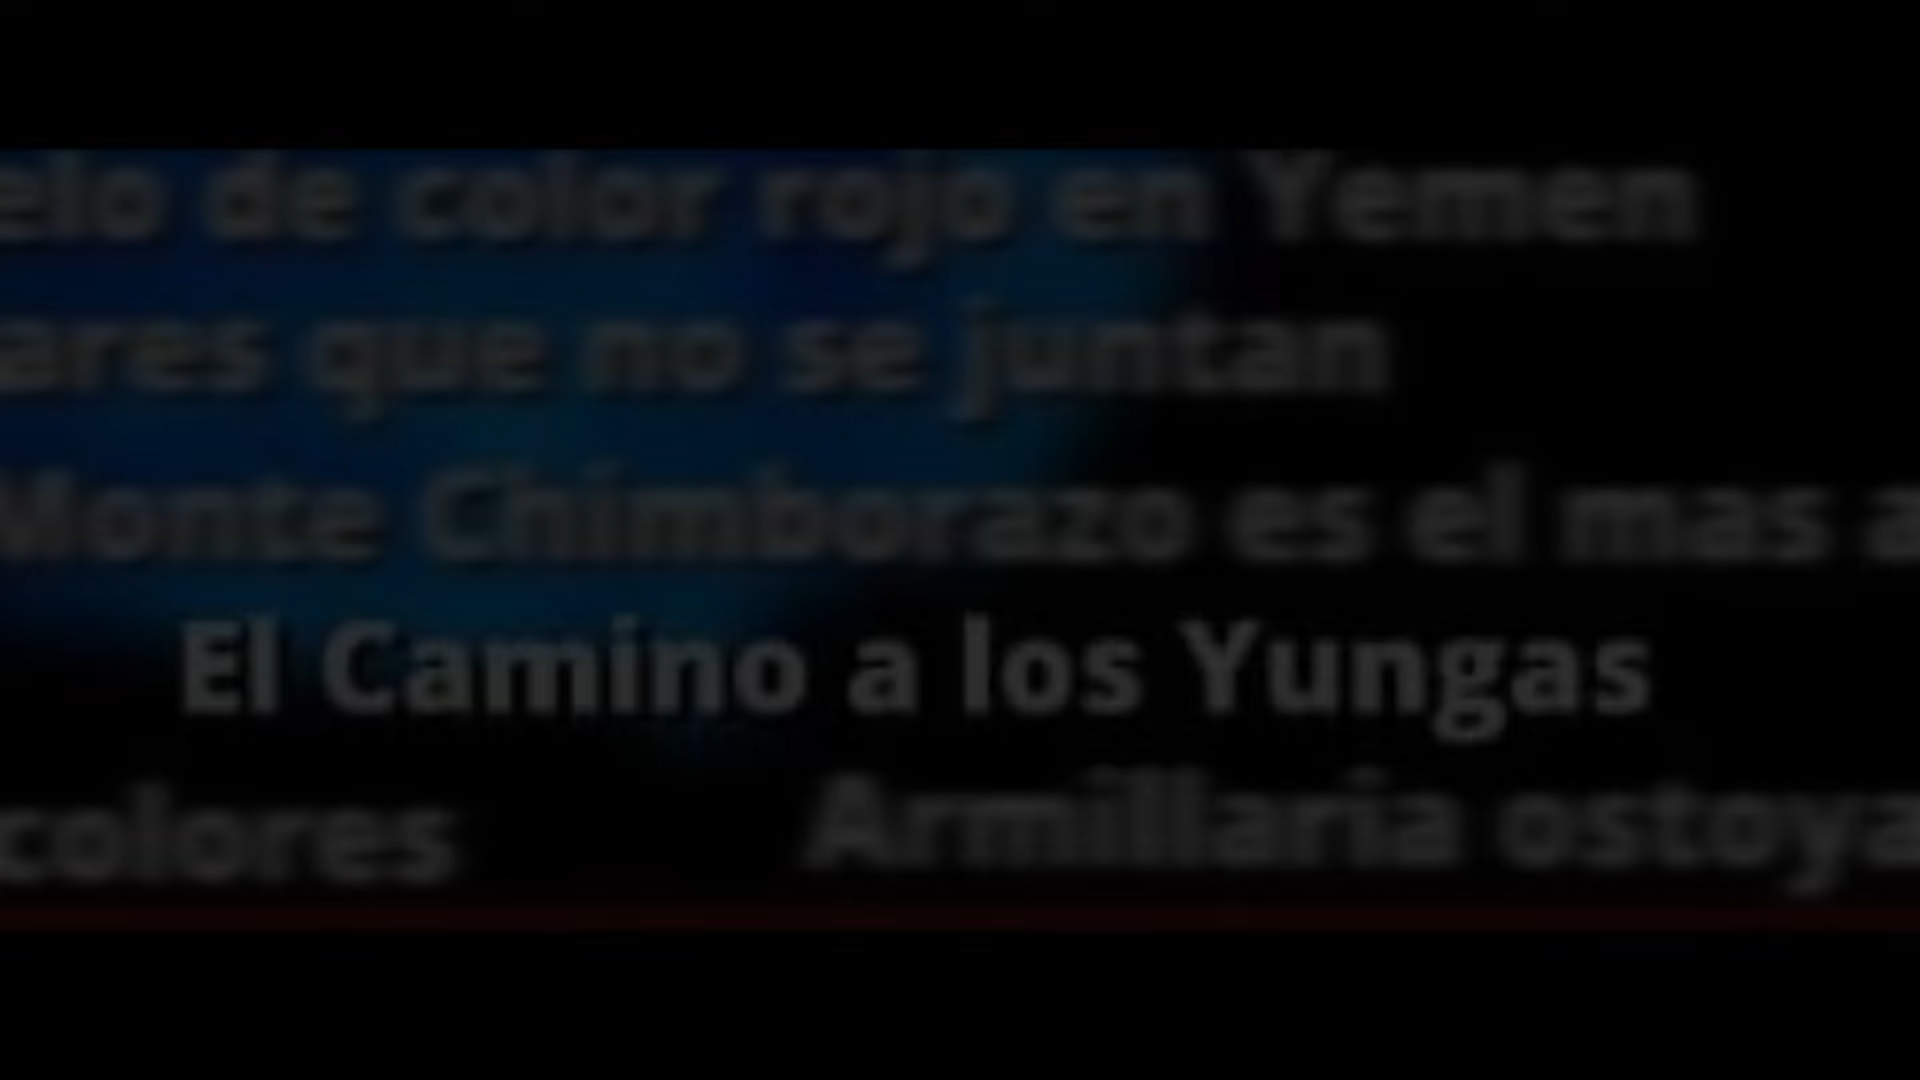 elo de color rojo en Yemen
ares que no se juntan
Monte Chimborazo es el mas a
El Camino a los Yungas
colores Armillaria ostoya